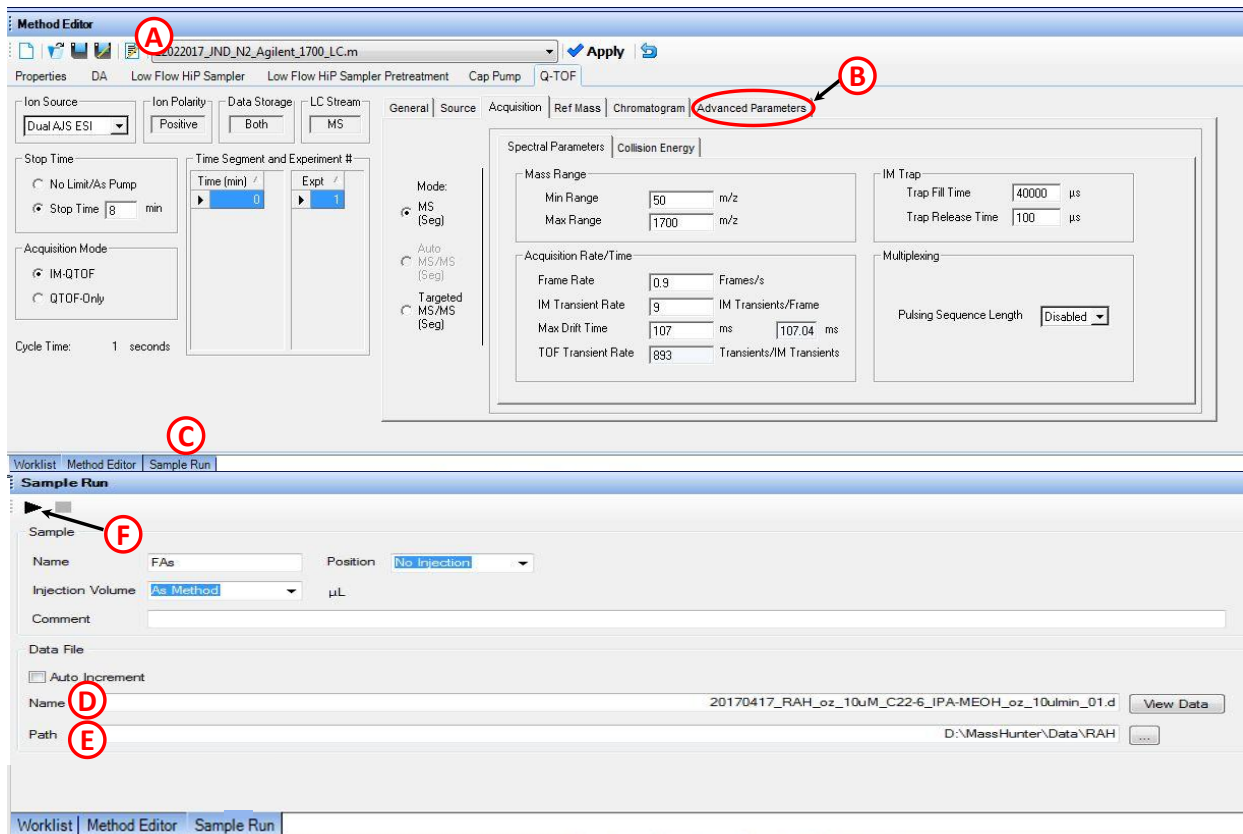 Method Editor
A
022017_JND_N2_Agilent_1700_LC.m Apply
Properties DA Low Flow HiP Sampler Low Flow HiP Sampler Pretreatment Cap Pump Q-TOF
B
Ion Source Ion Polarity Data Storage LC Stream
Dual AJS ESI Positive Both MS
General Source Acquisition Ref Mass Chromatogram Advanced Parameters
Spectral Parameters Collision Energy
Stop Time
No Limit/As Pump
Stop Time 8 min
Time Segment and Experiment #
Time (min) / Expt /
0 1
Acquisition Mode
IM-QTOF
QTOF-Only
Cycle Time: 1 seconds
Mode:
MS
(Seg)
Auto
MS/MS
(Seg)
Targeted
MS/MS
(Seg)
Mass Range
Min Range 50 m/z
Max Range 1700 m/z
Acquisition Rate/Time
Frame Rate 0.9 Frames/s
IM Transient Rate 9 IM Transients/Frame
Max Drift Time 107 ms 107.04 ms
TOF Transient Rate 893 Transients/IM Transients
IM Trap
Trap Fill Time 40000 µs
Trap Release Time 100 µs
Multiplexing
Pulsing Sequence Length Disabled
C
Worklist Method Editor Sample Run
Sample Run
F
Sample
Name FAs Position No Injection
Injection Volume As Method µL
Comment
Data File
Auto Increment
Name D 20170417_RAH_oz_10uM_C22-6_IPA-MEOH_oz_10ulmin_01.d View Data
Path E D:\MassHunter\Data\RAH ...
Worklist Method Editor Sample Run